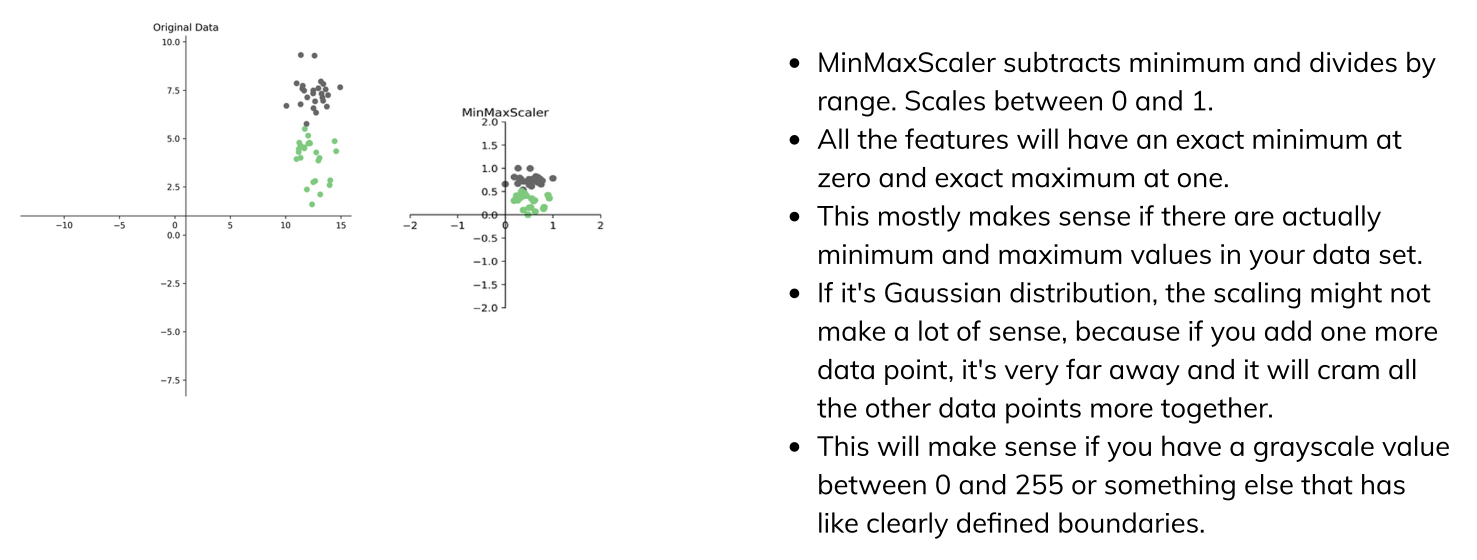 Original Data
10.0
7.5
5.0
2.5
−10 −5 0 5 10 15
0.0
−2.5
−5.0
−7.5
MinMaxScaler
2.0
1.5
1.0
0.5
0.0
−2 −1 0 1 2
−0.5
−1.0
−1.5
−2.0
• MinMaxScaler subtracts minimum and divides by
range. Scales between 0 and 1.
• All the features will have an exact minimum at
zero and exact maximum at one.
• This mostly makes sense if there are actually
minimum and maximum values in your data set.
• If it's Gaussian distribution, the scaling might not
make a lot of sense, because if you add one more
data point, it's very far away and it will cram all
the other data points more together.
• This will make sense if you have a grayscale value
between 0 and 255 or something else that has
like clearly defined boundaries.